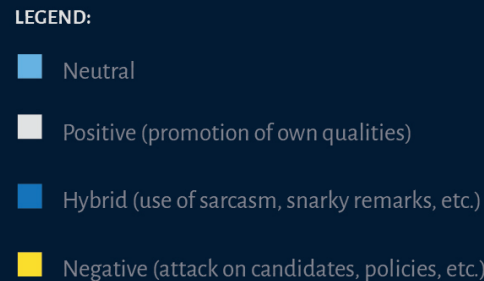 LEGEND:
Neutral
Positive (promotion of own qualities)
Hybrid (use of sarcasm, snarky remarks, etc.)
Negative (attack on candidates, policies, etc.)